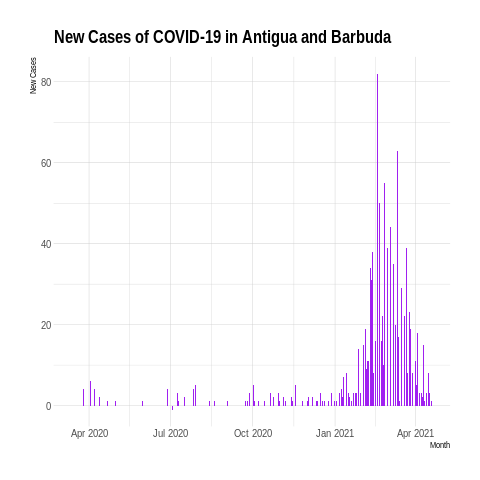 New Cases of COVID-19 in Antigua and Barbuda
New Cases
80
60
40
20
0
Apr 2020 Jul 2020 Oct 2020 Jan 2021 Apr 2021
Month